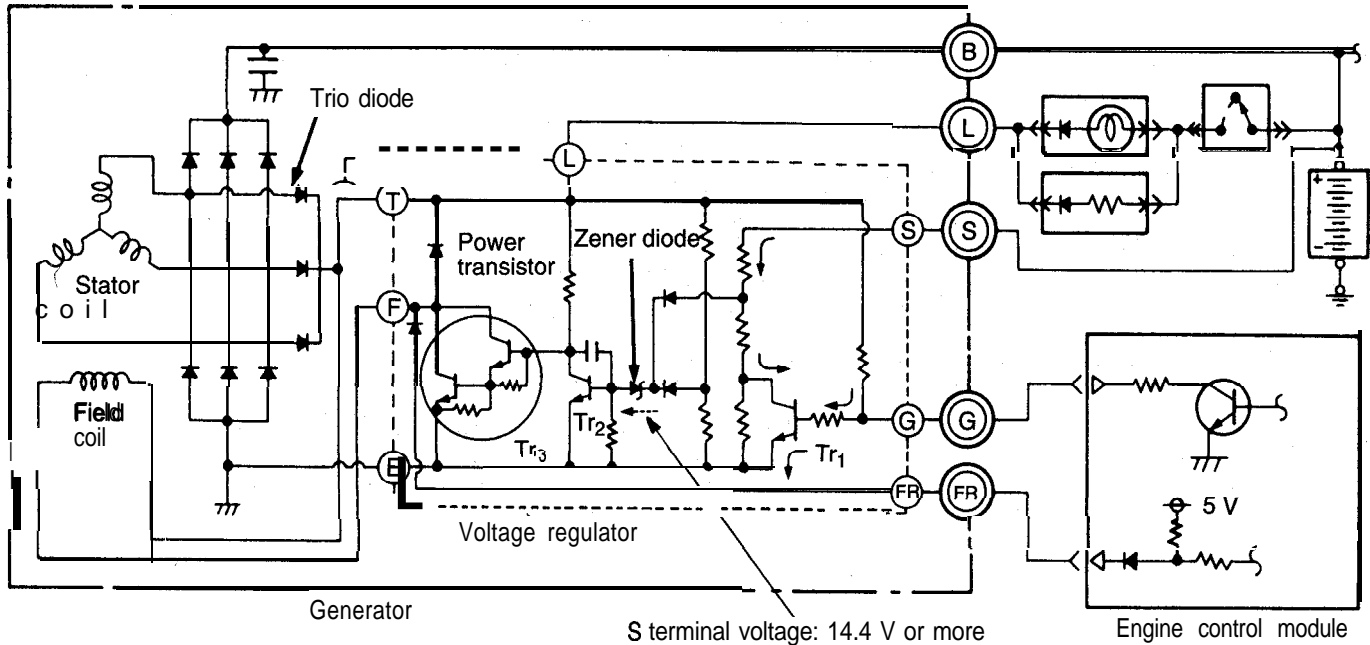 B
Trio diode
L
L
T
S
S
Power
transistor
Zener diode
Stator
coil
F
+
-
Field
coil
Tr2
G
G
Tr3
Tr1
E
FR
FR
5 V
Voltage regulator
Generator
S terminal voltage: 14.4 V or more
Engine control module